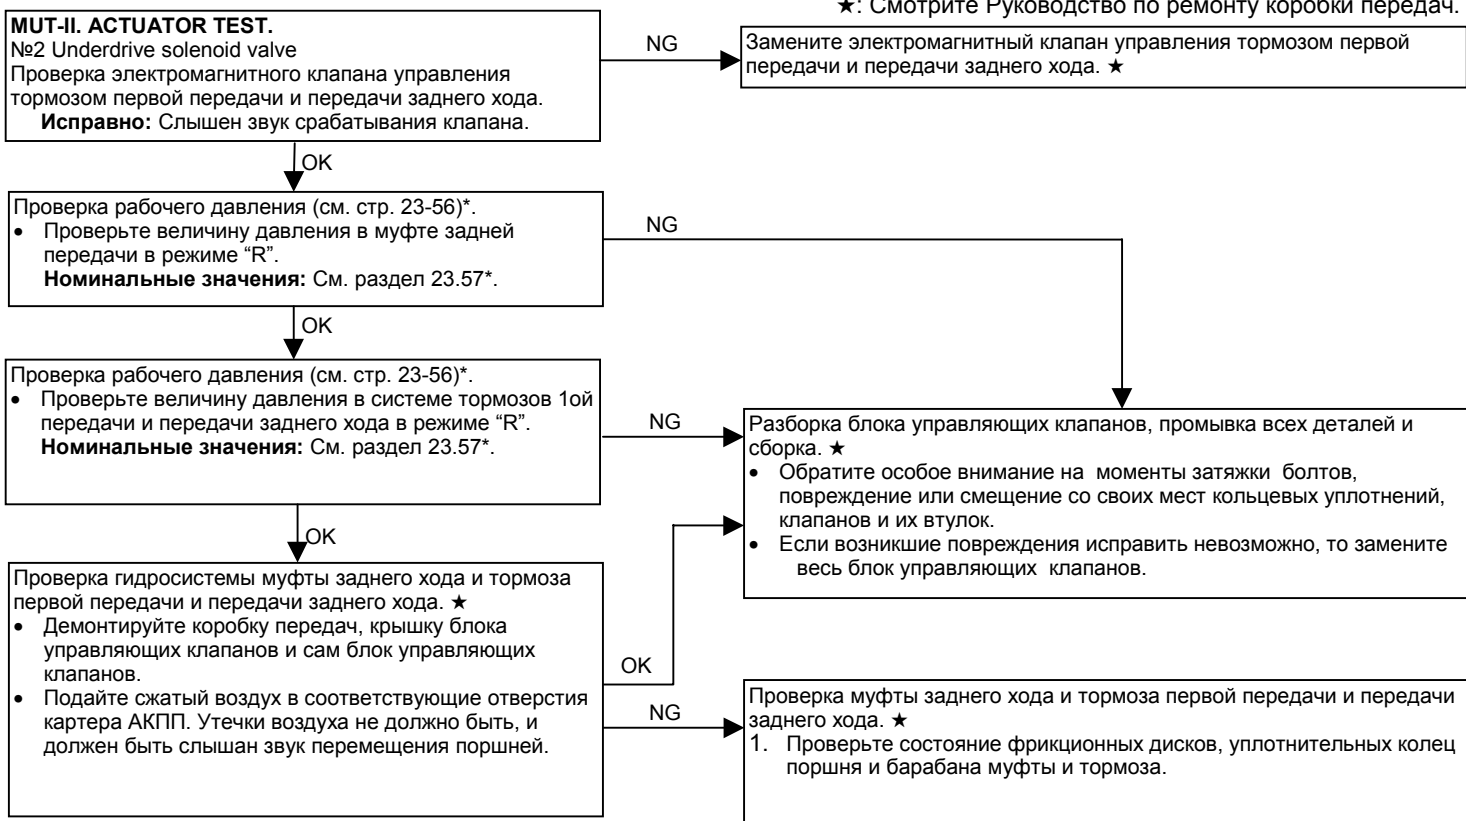 ★: Смотрите Руководство по ремонту коробки передач.
MUT-II. ACTUATOR TEST.
№2 Underdrive solenoid valve
Проверка электромагнитного клапана управления
тормозом первой передачи и передачи заднего хода.
Исправно: Слышен звук срабатывания клапана.
NG
Замените электромагнитный клапан управления тормозом первой
передачи и передачи заднего хода. ★
OK
Проверка рабочего давления (см. стр. 23-56)*.
• Проверьте величину давления в муфте задней
передачи в режиме “R”.
Номинальные значения: См. раздел 23.57*.
NG
OK
Проверка рабочего давления (см. стр. 23-56)*.
• Проверьте величину давления в системе тормозов 1ой
передачи и передачи заднего хода в режиме “R”.
Номинальные значения: См. раздел 23.57*.
NG
Разборка блока управляющих клапанов, промывка всех деталей и
сборка. ★
• Обратите особое внимание на моменты затяжки болтов,
повреждение или смещение со своих мест кольцевых уплотнений,
клапанов и их втулок.
• Если возникшие повреждения исправить невозможно, то замените
весь блок управляющих клапанов.
OK
Проверка гидросистемы муфты заднего хода и тормоза
первой передачи и передачи заднего хода. ★
• Демонтируйте коробку передач, крышку блока
управляющих клапанов и сам блок управляющих
клапанов.
• Подайте сжатый воздух в соответствующие отверстия
картера АКПП. Утечки воздуха не должно быть, и
должен быть слышан звук перемещения поршней.
OK
NG
Проверка муфты заднего хода и тормоза первой передачи и передачи
заднего хода. ★
1. Проверьте состояние фрикционных дисков, уплотнительных колец
поршня и барабана муфты и тормоза.